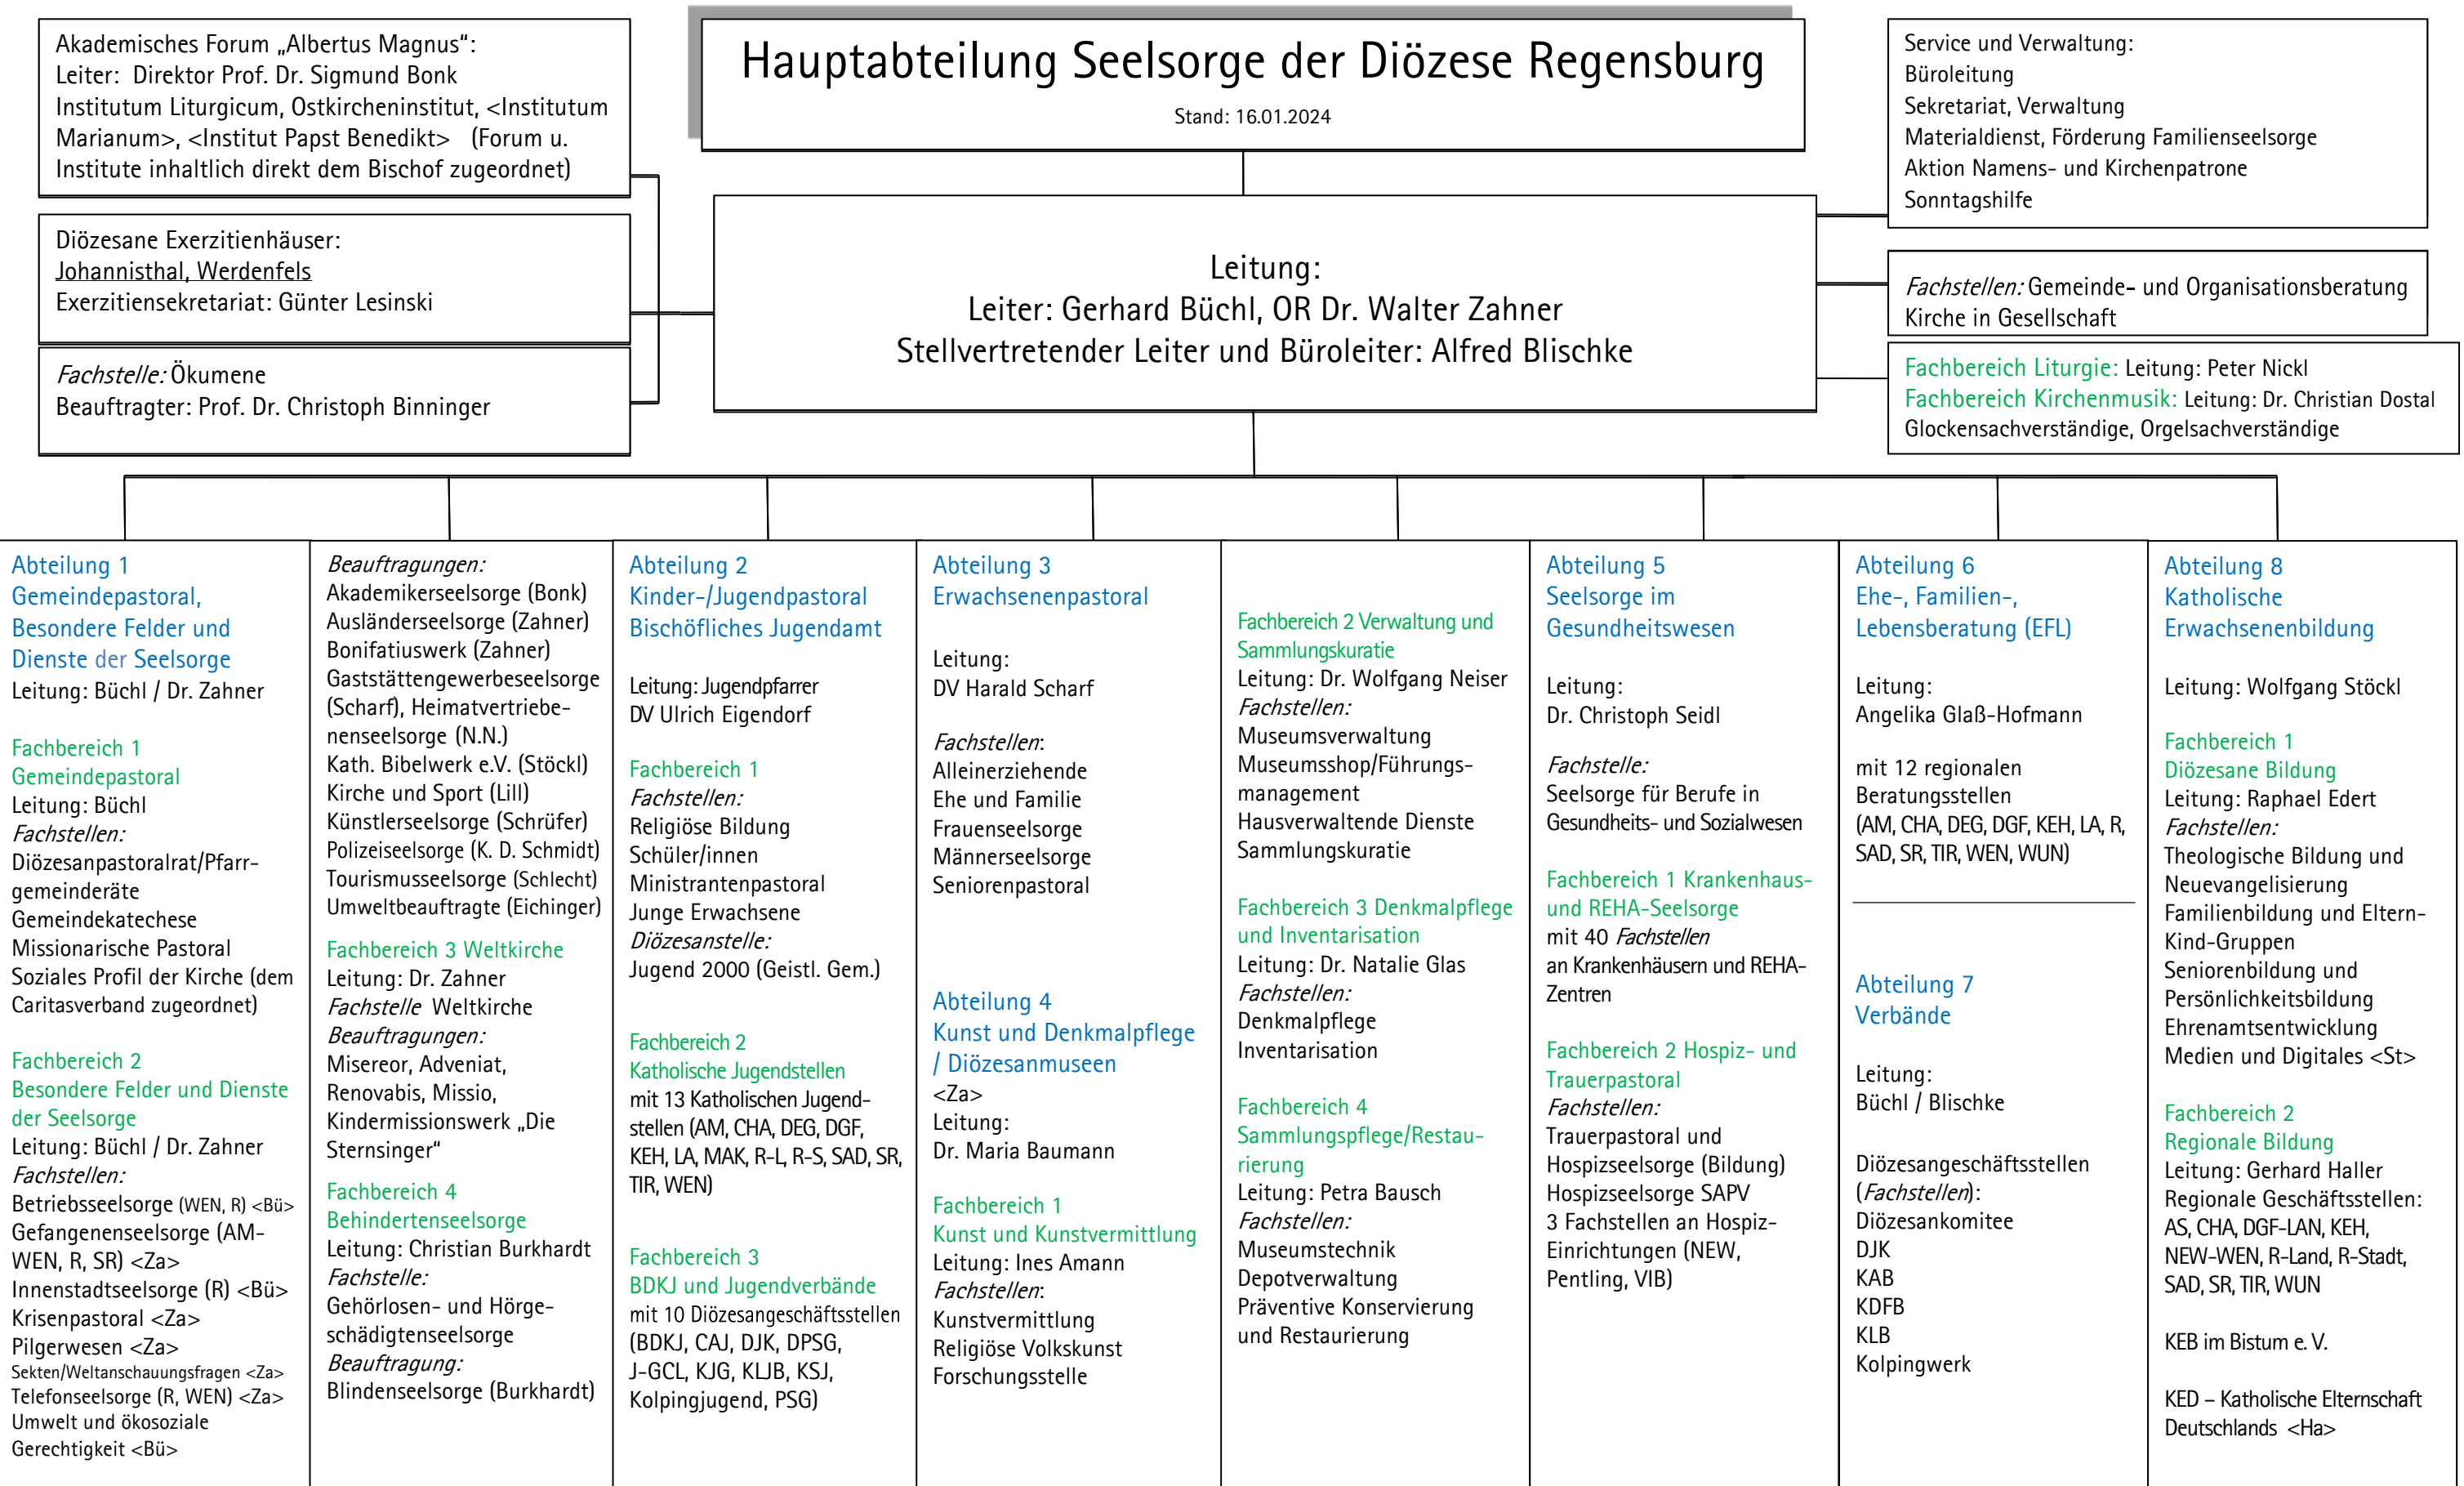 Akademisches Forum „Albertus Magnus“:
Leiter: Direktor Prof. Dr. Sigmund Bonk
Institutum Liturgicum, Ostkircheninstitut, <Institutum
Marianum>, <Institut Papst Benedikt> (Forum u.
Institute inhaltlich direkt dem Bischof zugeordnet)
Diözesane Exerzitienhäuser:
Johannisthal, Werdenfels
Exerzitiensekretariat: Günter Lesinski
Fachstelle: Ökumene
Beauftragter: Prof. Dr. Christoph Binninger
Hauptabteilung Seelsorge der Diözese Regensburg
Stand: 16.01.2024
Leitung:
Leiter: Gerhard Büchl, OR Dr. Walter Zahner
Stellvertretender Leiter und Büroleiter: Alfred Blischke
Service und Verwaltung:
Büroleitung
Sekretariat, Verwaltung
Materialdienst, Förderung Familienseelsorge
Aktion Namens- und Kirchenpatrone
Sonntagshilfe
Fachstellen: Gemeinde- und Organisationsberatung
Kirche in Gesellschaft
Fachbereich Liturgie: Leitung: Peter Nickl
Fachbereich Kirchenmusik: Leitung: Dr. Christian Dostal
Glockensachverständige, Orgelsachverständige
Abteilung 1
Gemeindepastoral,
Besondere Felder und
Dienste der Seelsorge
Leitung: Büchl / Dr. Zahner
Fachbereich 1
Gemeindepastoral
Leitung: Büchl
Fachstellen:
Diözesanpastoralrat/Pfarr-
gemeinderäte
Gemeindekatechese
Missionarische Pastoral
Soziales Profil der Kirche (dem
Caritasverband zugeordnet)
Fachbereich 2
Besondere Felder und Dienste
der Seelsorge
Leitung: Büchl / Dr. Zahner
Fachstellen:
Betriebsseelsorge (WEN, R) <Bü>
Gefangenenseelsorge (AM-
WEN, R, SR) <Za>
Innenstadtseelsorge (R) <Bü>
Krisenpastoral <Za>
Pilgerwesen <Za>
Sekten/Weltanschauungsfragen <Za>
Telefonseelsorge (R, WEN) <Za>
Umwelt und ökosoziale
Gerechtigkeit <Bü>
Beauftragungen:
Akademikerseelsorge (Bonk)
Ausländerseelsorge (Zahner)
Bonifatiuswerk (Zahner)
Gaststättengewerbeseelsorge
(Scharf), Heimatvertriebe-
nenseelsorge (N.N.)
Kath. Bibelwerk e.V. (Stöckl)
Kirche und Sport (Lill)
Künstlerseelsorge (Schrüfer)
Polizeiseelsorge (K. D. Schmidt)
Tourismusseelsorge (Schlecht)
Umweltbeauftragte (Eichinger)
Fachbereich 3 Weltkirche
Leitung: Dr. Zahner
Fachstelle Weltkirche
Beauftragungen:
Misereor, Adveniat,
Renovabis, Missio,
Kindermissionswerk „Die
Sternsinger“
Fachbereich 4
Behindertenseelsorge
Leitung: Christian Burkhardt
Fachstelle:
Gehörlosen- und Hörge-
schädigtenseelsorge
Beauftragung:
Blindenseelsorge (Burkhardt)
Abteilung 2
Kinder-/Jugendpastoral
Bischöfliches Jugendamt
Leitung: Jugendpfarrer
DV Ulrich Eigendorf
Fachbereich 1
Fachstellen:
Religiöse Bildung
Schüler/innen
Ministrantenpastoral
Junge Erwachsene
Diözesanstelle:
Jugend 2000 (Geistl. Gem.)
Fachbereich 2
Katholische Jugendstellen
mit 13 Katholischen Jugend-
stellen (AM, CHA, DEG, DGF,
KEH, LA, MAK, R-L, R-S, SAD, SR,
TIR, WEN)
Fachbereich 3
BDKJ und Jugendverbände
mit 10 Diözesangeschäftsstellen
(BDKJ, CAJ, DJK, DPSG,
J-GCL, KJG, KLJB, KSJ,
Kolpingjugend, PSG)
Abteilung 3
Erwachsenenpastoral
Leitung:
DV Harald Scharf
Fachstellen:
Alleinerziehende
Ehe und Familie
Frauenseelsorge
Männerseelsorge
Seniorenpastoral
Abteilung 4
Kunst und Denkmalpflege
/ Diözesanmuseen
<Za>
Leitung:
Dr. Maria Baumann
Fachbereich 1
Kunst und Kunstvermittlung
Leitung: Ines Amann
Fachstellen:
Kunstvermittlung
Religiöse Volkskunst
Forschungsstelle
Fachbereich 2 Verwaltung und
Sammlungskuratie
Leitung: Dr. Wolfgang Neiser
Fachstellen:
Museumsverwaltung
Museumsshop/Führungs-
management
Hausverwaltende Dienste
Sammlungskuratie
Fachbereich 3 Denkmalpflege
und Inventarisation
Leitung: Dr. Natalie Glas
Fachstellen:
Denkmalpflege
Inventarisation
Fachbereich 4
Sammlungspflege/Restau-
rierung
Leitung: Petra Bausch
Fachstellen:
Museumstechnik
Depotverwaltung
Präventive Konservierung
und Restaurierung
Abteilung 5
Seelsorge im
Gesundheitswesen
Leitung:
Dr. Christoph Seidl
Fachstelle:
Seelsorge für Berufe in
Gesundheits- und Sozialwesen
Fachbereich 1 Krankenhaus-
und REHA-Seelsorge
mit 40 Fachstellen
an Krankenhäusern und REHA-
Zentren
Fachbereich 2 Hospiz- und
Trauerpastoral
Fachstellen:
Trauerpastoral und
Hospizseelsorge (Bildung)
Hospizseelsorge SAPV
3 Fachstellen an Hospiz-
Einrichtungen (NEW,
Pentling, VIB)
Abteilung 6
Ehe-, Familien-,
Lebensberatung (EFL)
Leitung:
Angelika Glaß-Hofmann
mit 12 regionalen
Beratungsstellen
(AM, CHA, DEG, DGF, KEH, LA, R,
SAD, SR, TIR, WEN, WUN)
Abteilung 7
Verbände
Leitung:
Büchl / Blischke
Diözesangeschäftsstellen
(Fachstellen):
Diözesankomitee
DJK
KAB
KDFB
KLB
Kolpingwerk
Abteilung 8
Katholische
Erwachsenenbildung
Leitung: Wolfgang Stöckl
Fachbereich 1
Diözesane Bildung
Leitung: Raphael Edert
Fachstellen:
Theologische Bildung und
Neuevangelisierung
Familienbildung und Eltern-
Kind-Gruppen
Seniorenbildung und
Persönlichkeitsbildung
Ehrenamtsentwicklung
Medien und Digitales <St>
Fachbereich 2
Regionale Bildung
Leitung: Gerhard Haller
Regionale Geschäftsstellen:
AS, CHA, DGF-LAN, KEH,
NEW-WEN, R-Land, R-Stadt,
SAD, SR, TIR, WUN
KEB im Bistum e. V.
KED – Katholische Elternschaft
Deutschlands <Ha>